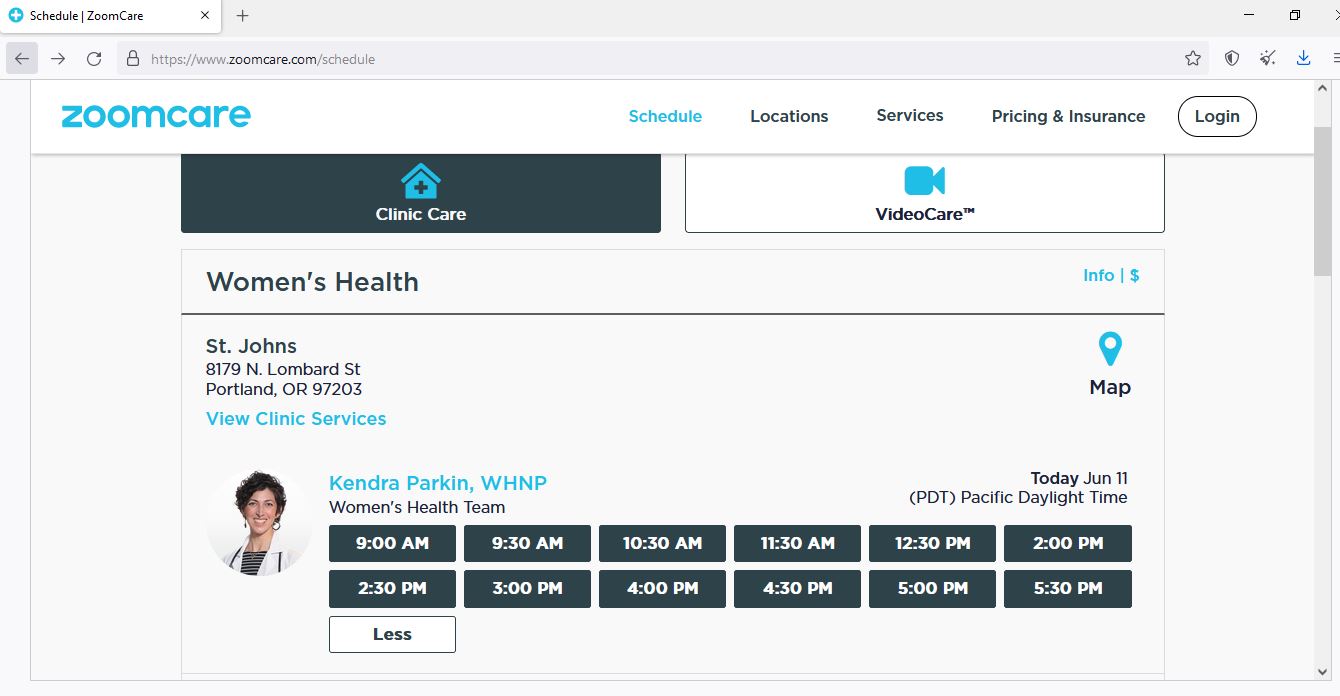 Schedule | ZoomCare
https://www.zoomcare.com/schedule
zoomcare
Schedule Locations Services Pricing & Insurance Login
Clinic Care VideoCare™
Women's Health Info | $
St. Johns
8179 N. Lombard St
Portland, OR 97203
Map
View Clinic Services
Kendra Parkin, WHNP
Women's Health Team
Today Jun 11
(PDT) Pacific Daylight Time
9:00 AM 9:30 AM 10:30 AM 11:30 AM 12:30 PM 2:00 PM
2:30 PM 3:00 PM 4:00 PM 4:30 PM 5:00 PM 5:30 PM
Less